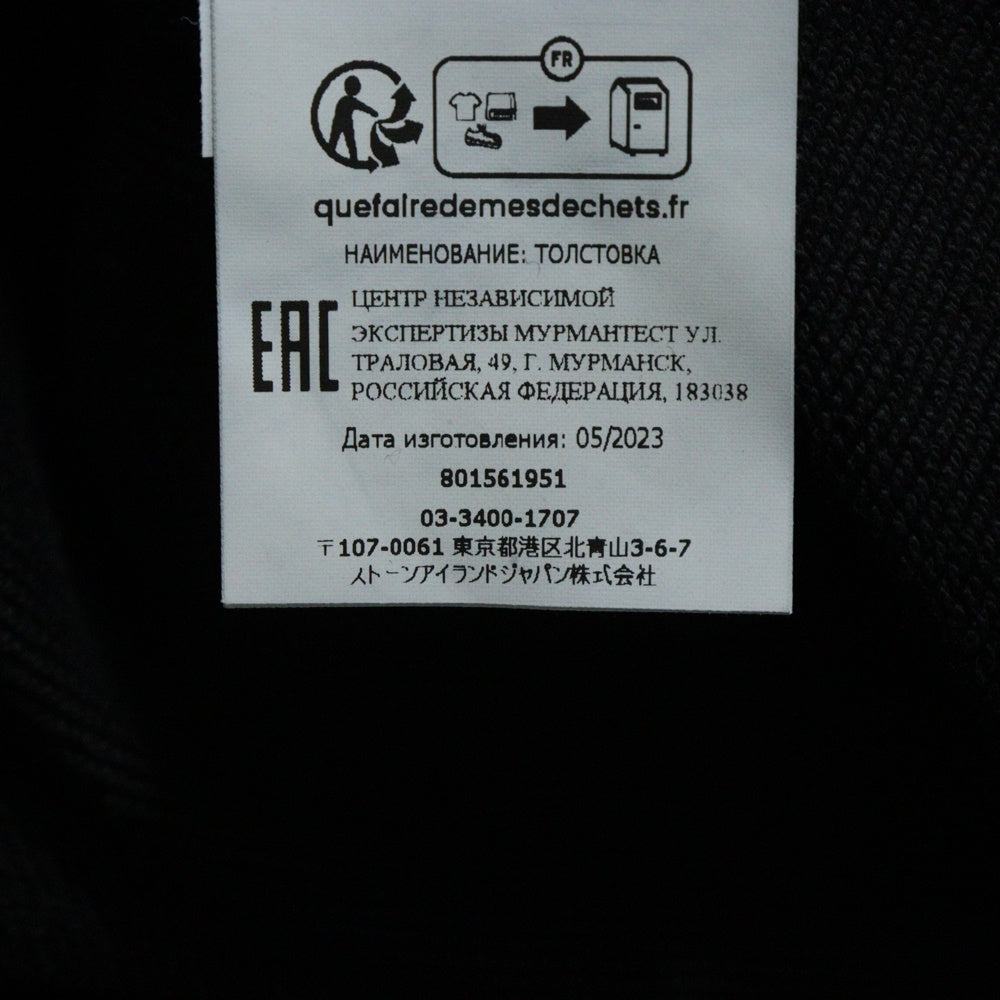 FR
quefairedemesdechets.fr
НАИМЕНОВАНИЕ: ТОЛСТОВКА
EAC
ЦЕНТР НЕЗАВИСИМОЙ
ЭКСПЕРТИЗЫ МУРМАНТЕСТ УЛ.
ТРАЛОВАЯ, 49, Г. МУРМАНСК,
РОССИЙСКАЯ ФЕДЕРАЦИЯ, 183038
Дата изготовления: 05/2023
801561951
03-3400-1707
〒107-0061 東京都港区北青山3-6-7
ストーンアイランドジャパン株式会社